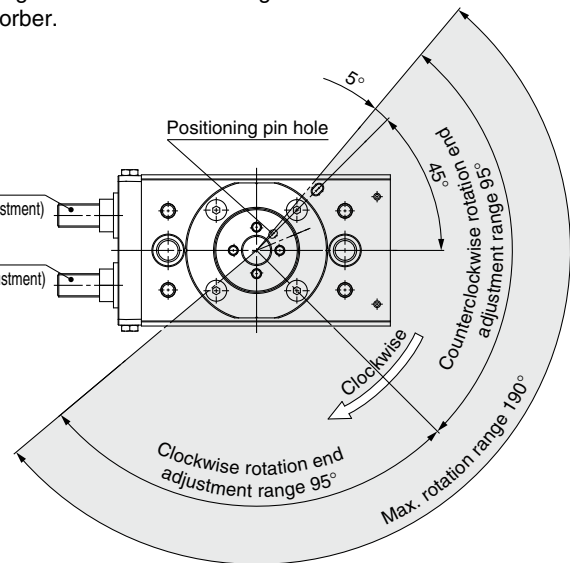 orber.
5°
Positioning pin hole
45°
stment)
ustment)
Counterclockwise rotation end
adjustment range 95°
Clockwise
Clockwise rotation end
adjustment range 95°
Max. rotation range 190°